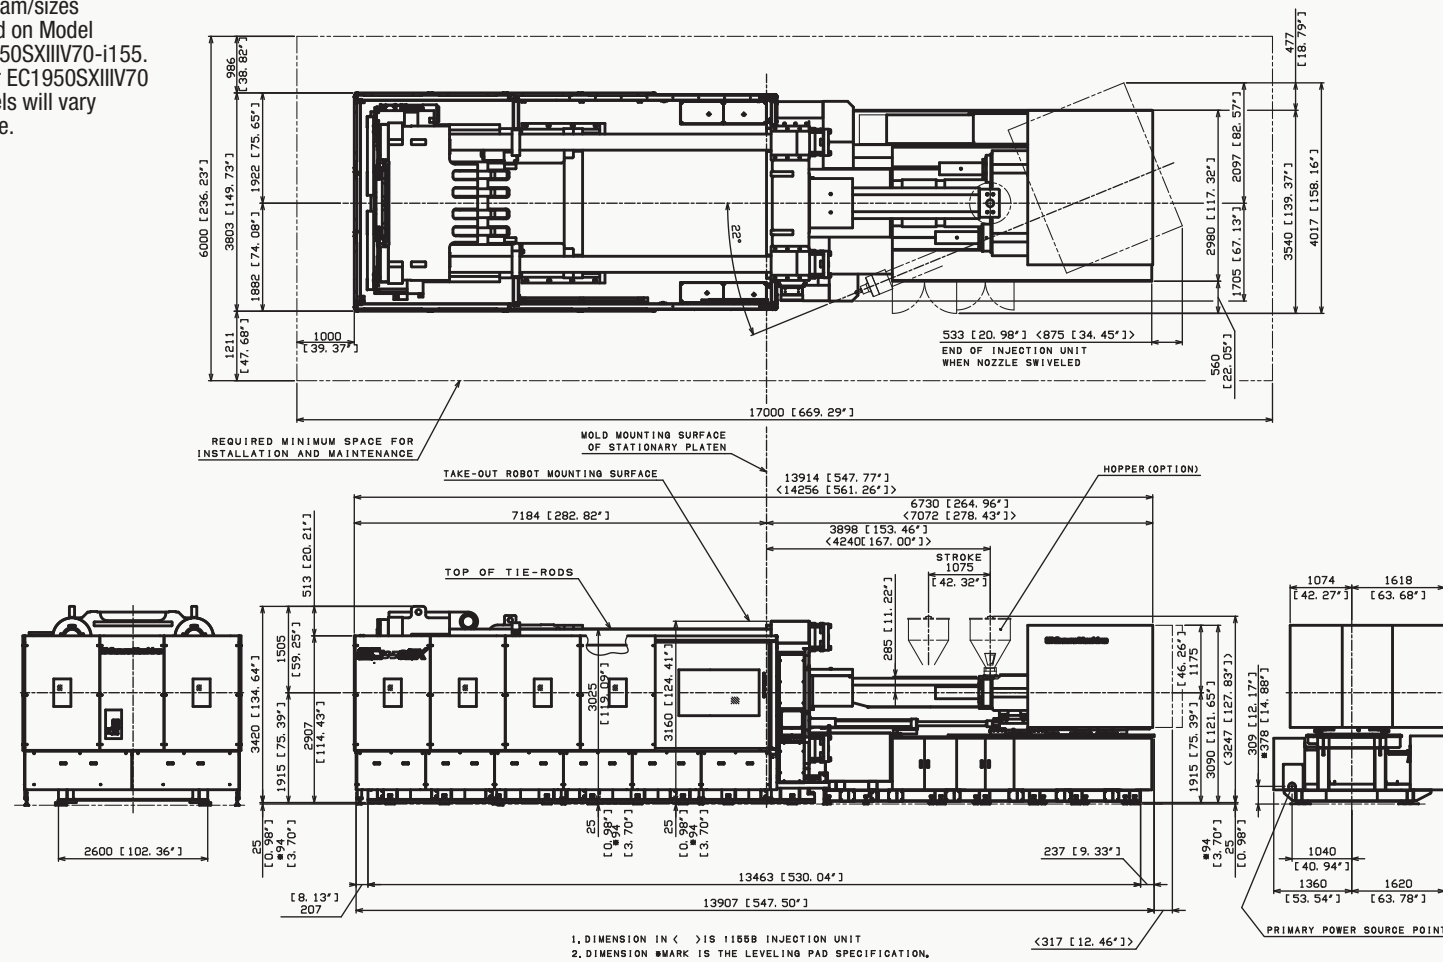 am/sizes
d on Model
50SXIIIV70-i155.
r EC1950SXIIIV70
els will vary
e.
477
[18. 79"]
986
[38. 82"]
6000 [236. 23"]
3803 [149. 73"]
1922 [75. 65"]
1882 [74. 08"]
1211
[47. 68"]
1000
[39. 37"]
22°
2980 [117. 32"]
2097 [82. 57"]
1705 [67. 13"]
3540 [139. 37"]
4017 [158. 16"]
533 [20. 98"] <875 [34. 45"]>
END OF INJECTION UNIT
WHEN NOZZLE SWIVELED
560
[22. 05"]
17000 [669. 29"]
REQUIRED MINIMUM SPACE FOR
INSTALLATION AND MAINTENANCE
MOLD MOUNTING SURFACE
OF STATIONARY PLATEN
TAKE-OUT ROBOT MOUNTING SURFACE
HOPPER(OPTION)
13914 [547. 77"]
<14256 [561. 26"]>
6730 [264. 96"]
<7072 [278. 43"]>
7184 [282. 82"]
3898 [153. 46"]
<4240[167. 00"]>
STROKE
1075
[42. 32"]
TOP OF TIE-RODS
513 [20. 21"]
285 [11. 22"]
1074
[42. 27"]
1618
[63. 68"]
3420 [134. 64"]
1505
[59. 25"]
1915 [75. 39"]
2907
[114. 43"]
3025
[119. 09"]
3160 [124. 41"]
[46. 26"]
1175
1915 [75. 39"]
3090 [121. 65"]
<3247 [127. 83"]>
309 [12. 17"]
*378 [14. 88"]
25
[0. 98"]
*94
[3. 70"]
25
[0. 98"]
*94
[3. 70"]
25
[0. 98"]
*94
[3. 70"]
*94
[3. 70"]
25
[0. 98"]
2600 [102. 36"]
237 [9. 33"]
1040
[40. 94"]
13463 [530. 04"]
[8. 13"]
207
13907 [547. 50"]
1360
[53. 54"]
1620
[63. 78"]
<317 [12. 46"]>
PRIMARY POWER SOURCE POINT
1. DIMENSION IN < >IS 1155B INJECTION UNIT
2. DIMENSION *MARK IS THE LEVELING PAD SPECIFICATION.